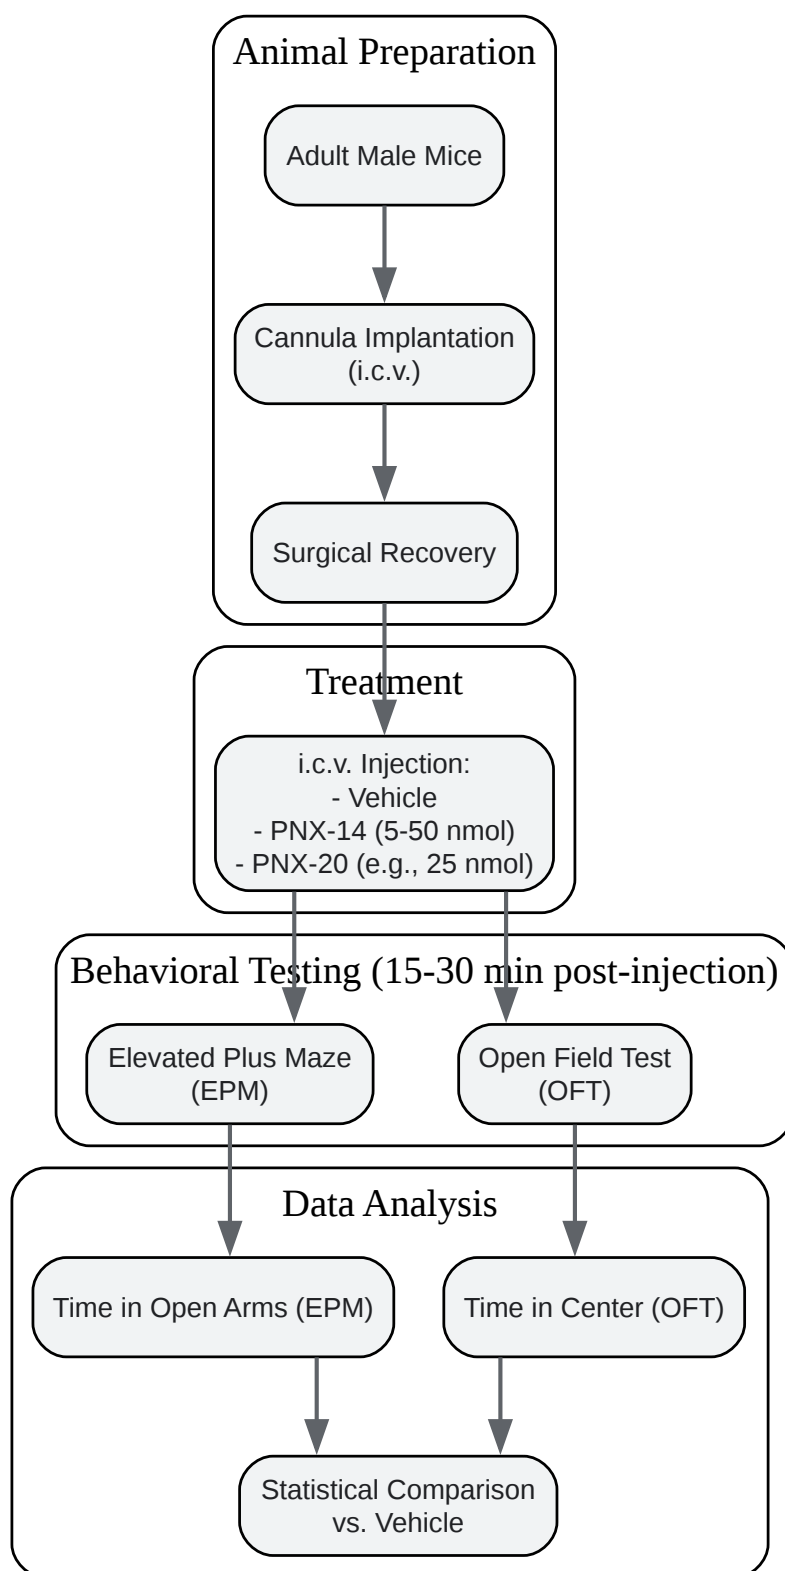 Animal Preparation
Adult Male Mice
Cannula Implantation
(i.c.v.)
Surgical Recovery
Treatment
i.c.v. Injection:
- Vehicle
- PNX-14 (5-50 nmol)
- PNX-20 (e.g., 25 nmol)
Behavioral Testing (15-30 min post-injection)
Elevated Plus Maze
(EPM)
Open Field Test
(OFT)
Data Analysis
Time in Open Arms (EPM)
Time in Center (OFT)
Statistical Comparison
vs. Vehicle